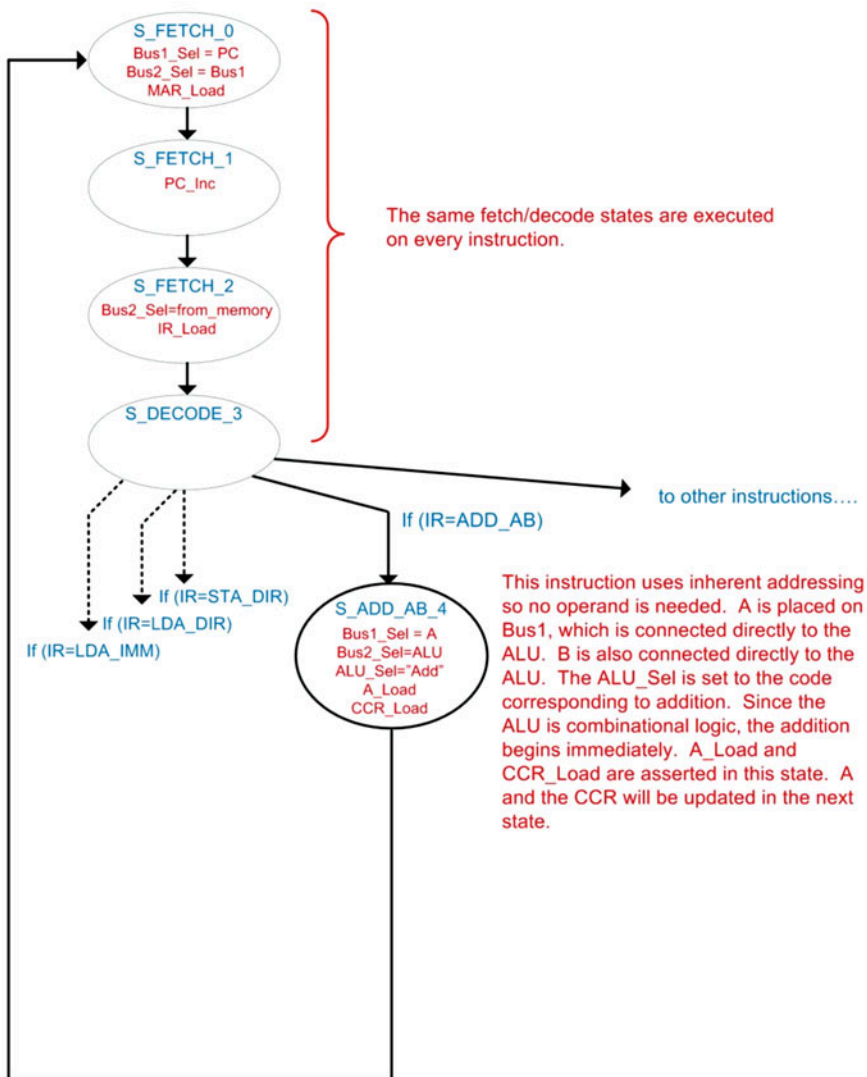 S_FETCH_0
Bus1_Sel = PC
Bus2_Sel = Bus1
MAR_Load
S_FETCH_1
PC_Inc
The same fetch/decode states are executed
on every instruction.
S_FETCH_2
Bus2_Sel=from_memory
IR_Load
S_DECODE_3
to other instructions….
If (IR=ADD_AB)
If (IR=STA_DIR)
If (IR=LDA_DIR)
If (IR=LDA_IMM)
S_ADD_AB_4
Bus1_Sel = A
Bus2_Sel=ALU
ALU_Sel=”Add”
A_Load
CCR_Load
This instruction uses inherent addressing
so no operand is needed. A is placed on
Bus1, which is connected directly to the
ALU. B is also connected directly to the
ALU. The ALU_Sel is set to the code
corresponding to addition. Since the
ALU is combinational logic, the addition
begins immediately. A_Load and
CCR_Load are asserted in this state. A
and the CCR will be updated in the next
state.